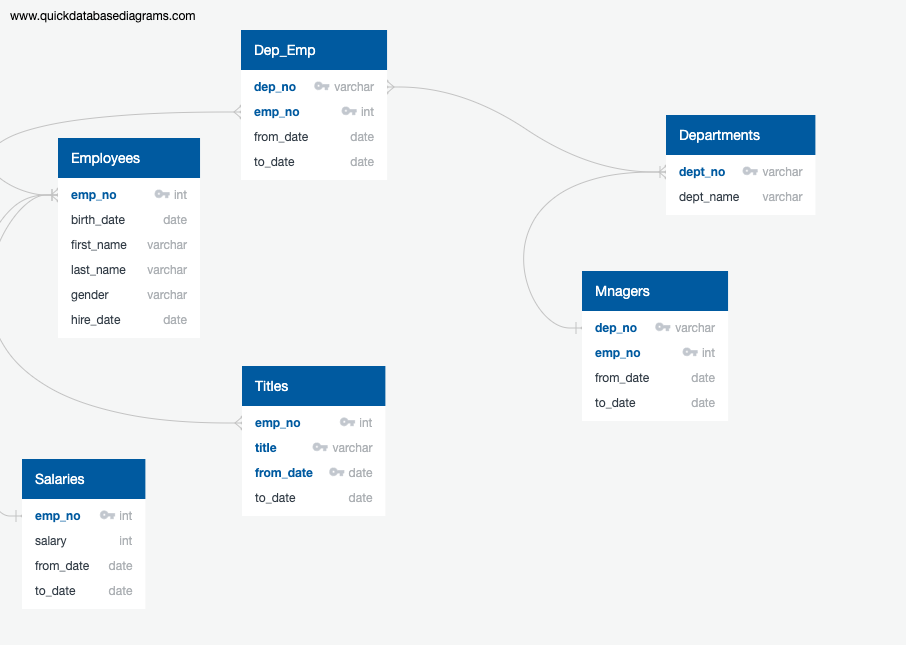 www.quickdatabasediagrams.com
Dep_Emp
dep_no varchar
emp_no int
from_date date
to_date date
Employees
emp_no int
birth_date date
first_name varchar
last_name varchar
gender varchar
hire_date date
Departments
dept_no varchar
dept_name varchar
Mnagers
dep_no varchar
emp_no int
from_date date
to_date date
Titles
emp_no int
title varchar
from_date date
to_date date
Salaries
emp_no int
salary int
from_date date
to_date date